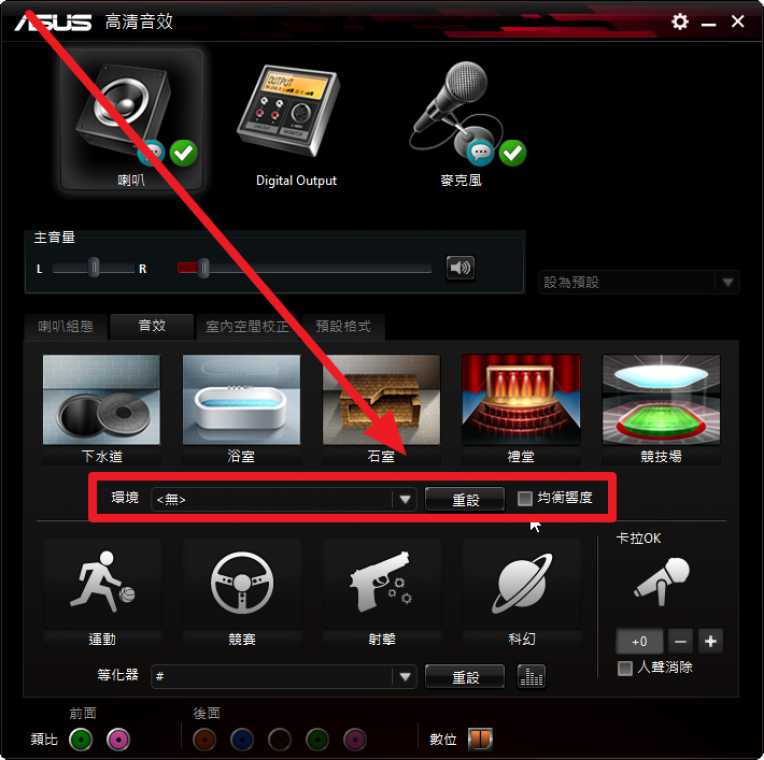 ASUS 高清音效
OUTPUT
喇叭 Digital Output 麥克風
主音量
L R
設為預設
喇叭組態 音效 室內空間校正 預設格式
下水道 浴室 石室 禮堂 競技場
環境 <無> 重設 均衡響度
卡拉OK
運動 競賽 射擊 科幻
+0 − +
人聲消除
等化器 # 重設
前面 後面
類比 數位